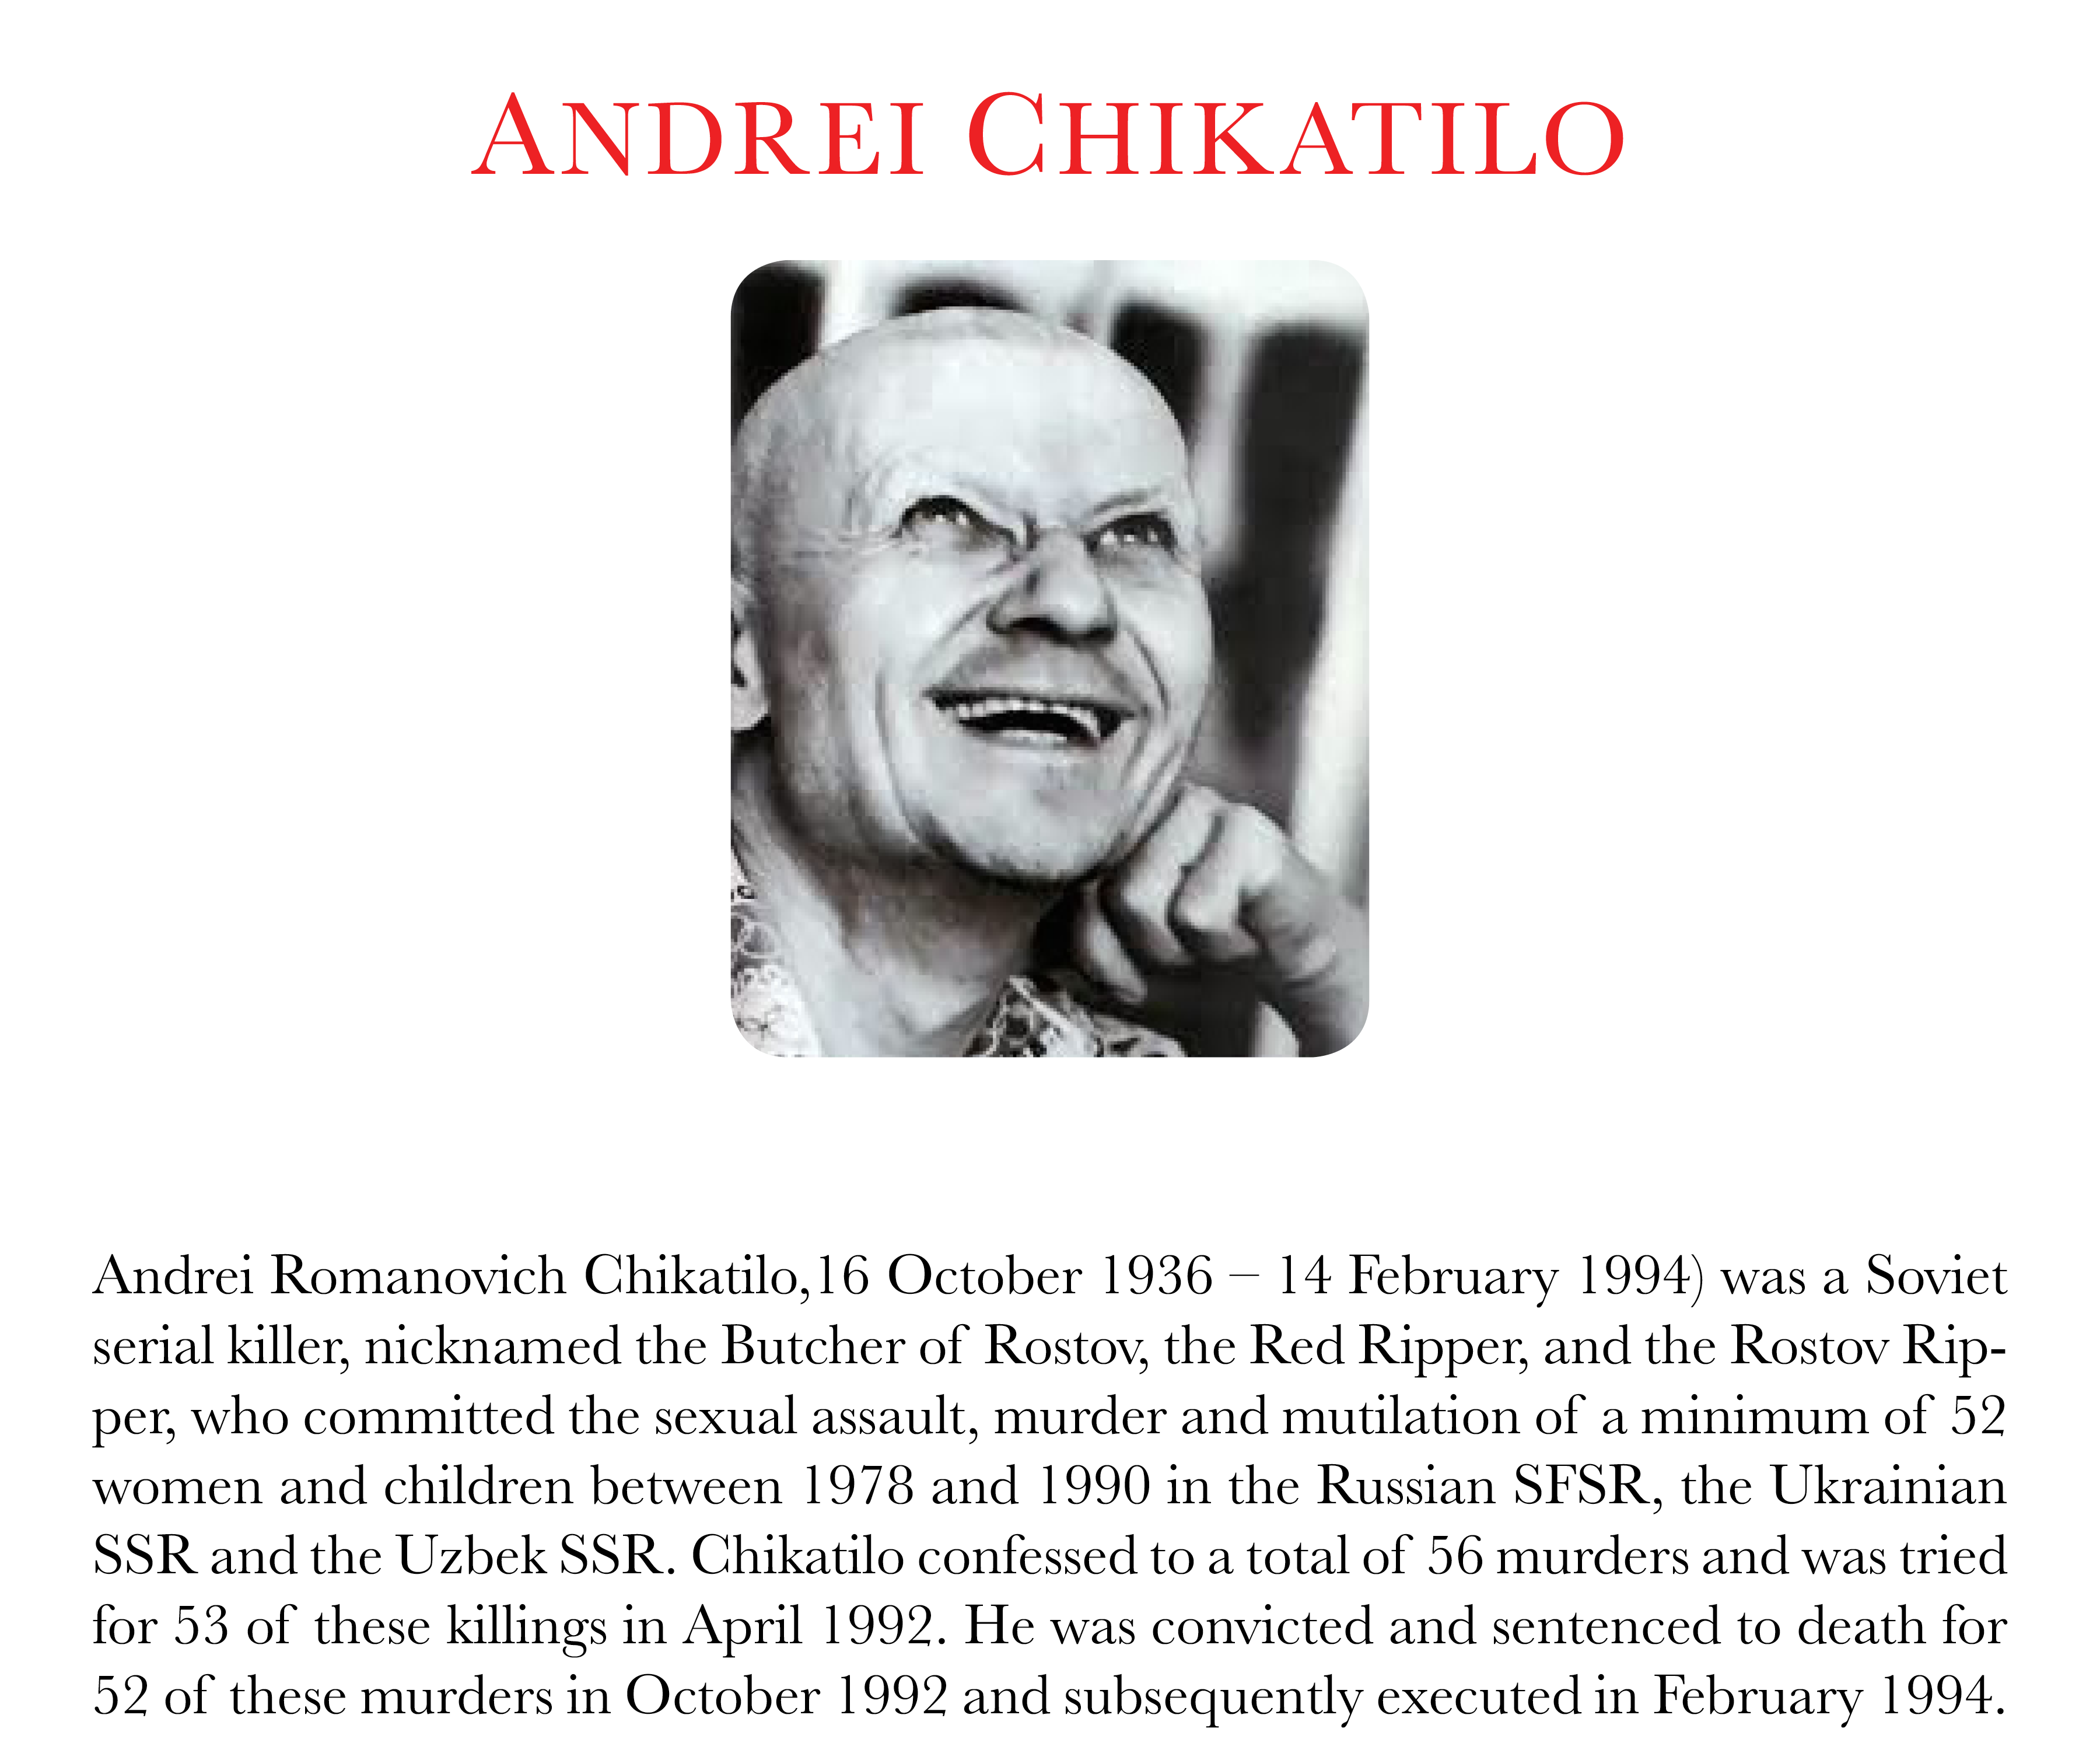 ANDREI CHIKATILO
Andrei Romanovich Chikatilo,16 October 1936 – 14 February 1994) was a Soviet
serial killer, nicknamed the Butcher of Rostov, the Red Ripper, and the Rostov Rip-
per, who committed the sexual assault, murder and mutilation of a minimum of 52
women and children between 1978 and 1990 in the Russian SFSR, the Ukrainian
SSR and the Uzbek SSR. Chikatilo confessed to a total of 56 murders and was tried
for 53 of these killings in April 1992. He was convicted and sentenced to death for
52 of these murders in October 1992 and subsequently executed in February 1994.